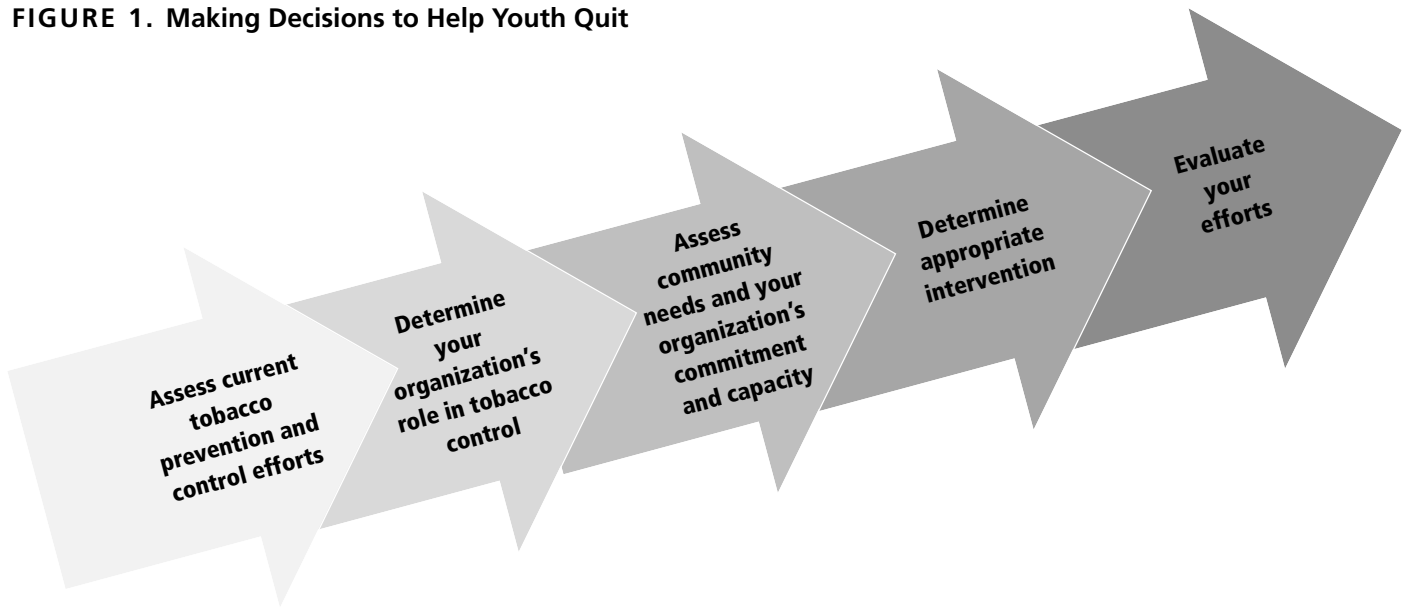 FIGURE 1. Making Decisions to Help Youth Quit
Assess current
tobacco
prevention and
control efforts
Determine
your
organization's
role in tobacco
control
Assess
community
needs and your
organization's
commitment
and capacity
Determine
appropriate
intervention
Evaluate
your
efforts